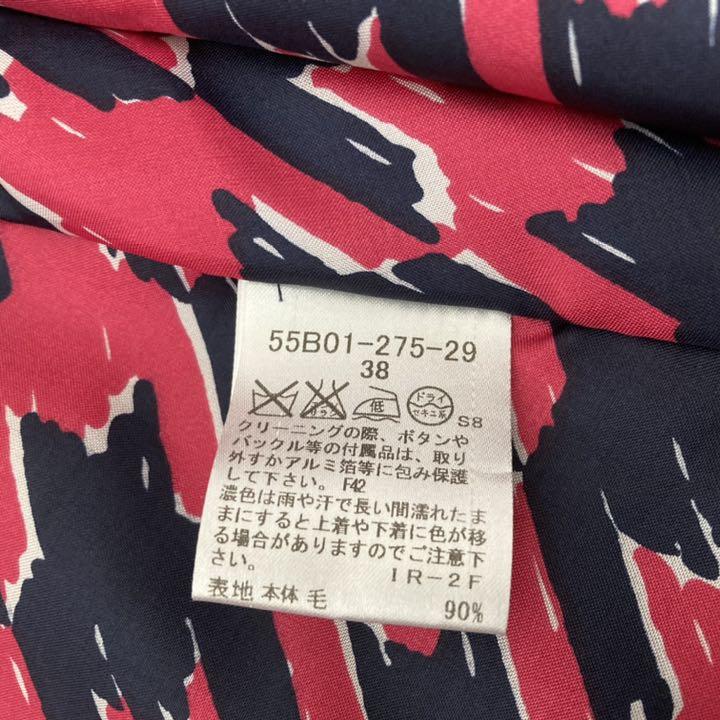 55B01-275-29
38
低 ドライ セキユ系 S8
クリーニングの際、ボタンや
バックル等の付属品は、取り
外すかアルミ箔等に包み保護
して下さい。 F42
濃色は雨や汗で長い間濡れたま
まにすると上着や下着に色が移
る場合がありますのでご注意下
さい。 IR-2F
表地 本体 毛 90%